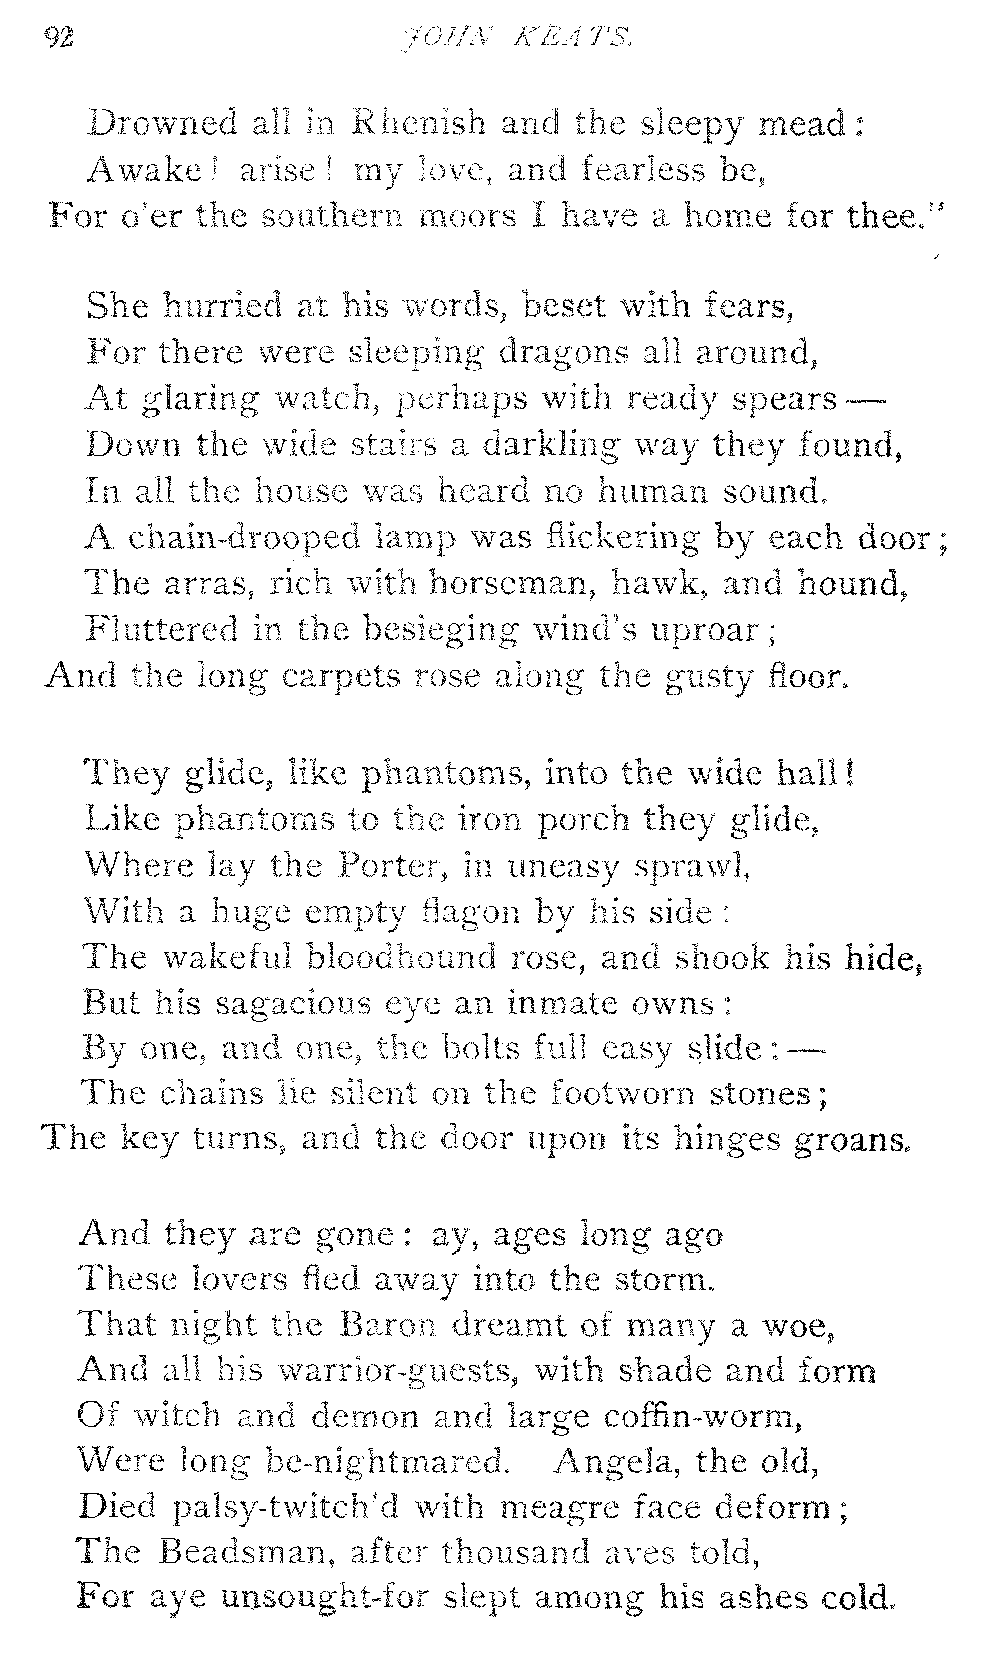 92 JOHN KEATS.
Drowned all in Rhenish and the sleepy mead :
Awake ! arise ! my love, and fearless be,
For o'er the southern moors I have a home for thee."
She hurried at his words, beset with fears,
For there were sleeping dragons all around,
At glaring watch, perhaps with ready spears —
Down the wide stairs a darkling way they found,
In all the house was heard no human sound.
A chain-drooped lamp was flickering by each door ;
The arras, rich with horseman, hawk, and hound,
Fluttered in the besieging wind's uproar ;
And the long carpets rose along the gusty floor.
They glide, like phantoms, into the wide hall !
Like phantoms to the iron porch they glide,
Where lay the Porter, in uneasy sprawl,
With a huge empty flagon by his side :
The wakeful bloodhound rose, and shook his hide,
But his sagacious eye an inmate owns :
By one, and one, the bolts full easy slide : —
The chains lie silent on the footworn stones ;
The key turns, and the door upon its hinges groans.
And they are gone : ay, ages long ago
These lovers fled away into the storm.
That night the Baron dreamt of many a woe,
And all his warrior-guests, with shade and form
Of witch and demon and large coffin-worm,
Were long be-nightmared. Angela, the old,
Died palsy-twitch'd with meagre face deform ;
The Beadsman, after thousand aves told,
For aye unsought-for slept among his ashes cold.